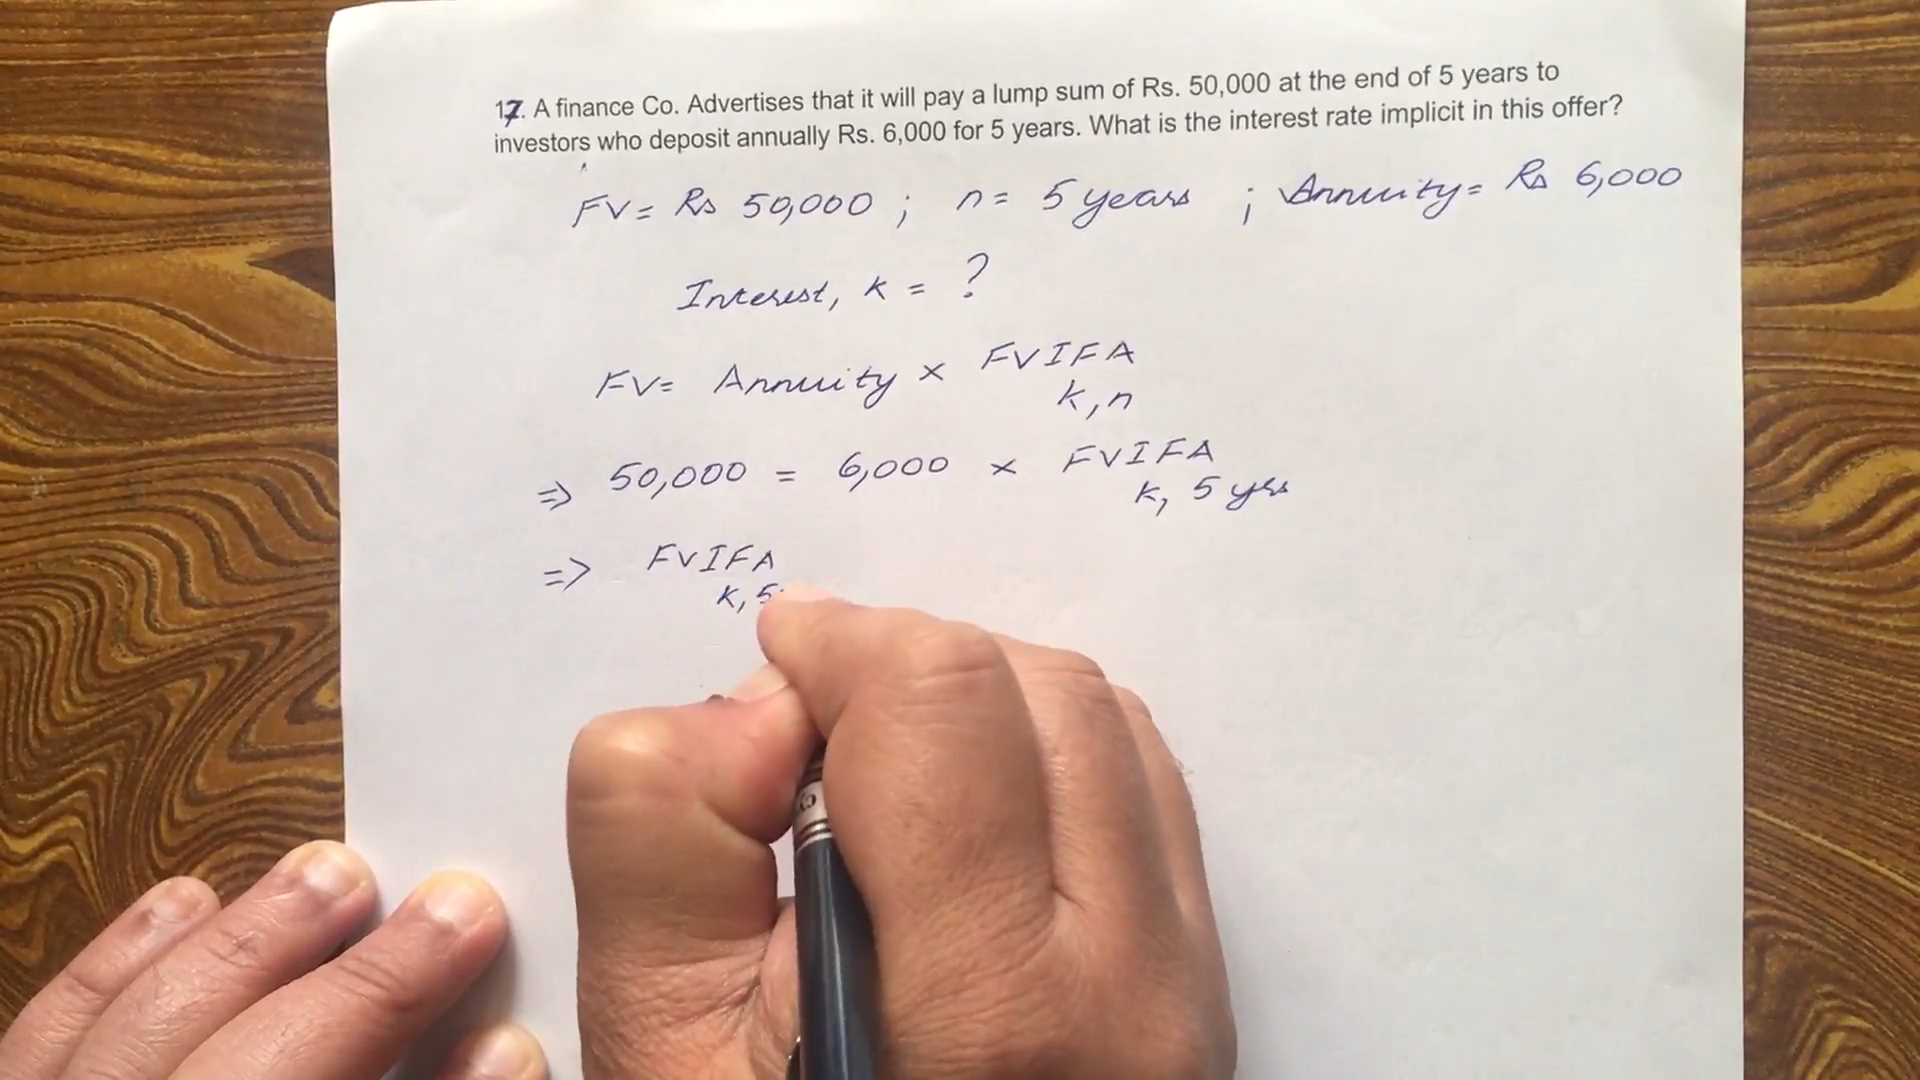 17. A finance Co. Advertises that it will pay a lump sum of Rs. 50,000 at the end of 5 years to
investors who deposit annually Rs. 6,000 for 5 years. What is the interest rate implicit in this offer?
FV = Rs 50,000 ; n = 5 years ; Annuity = Rs 6,000
Interest, k = ?
FV = Annuity × FVIFA
k, n
⇒ 50,000 = 6,000 × FVIFA
k, 5 yrs
⇒ FVIFA
k, 5